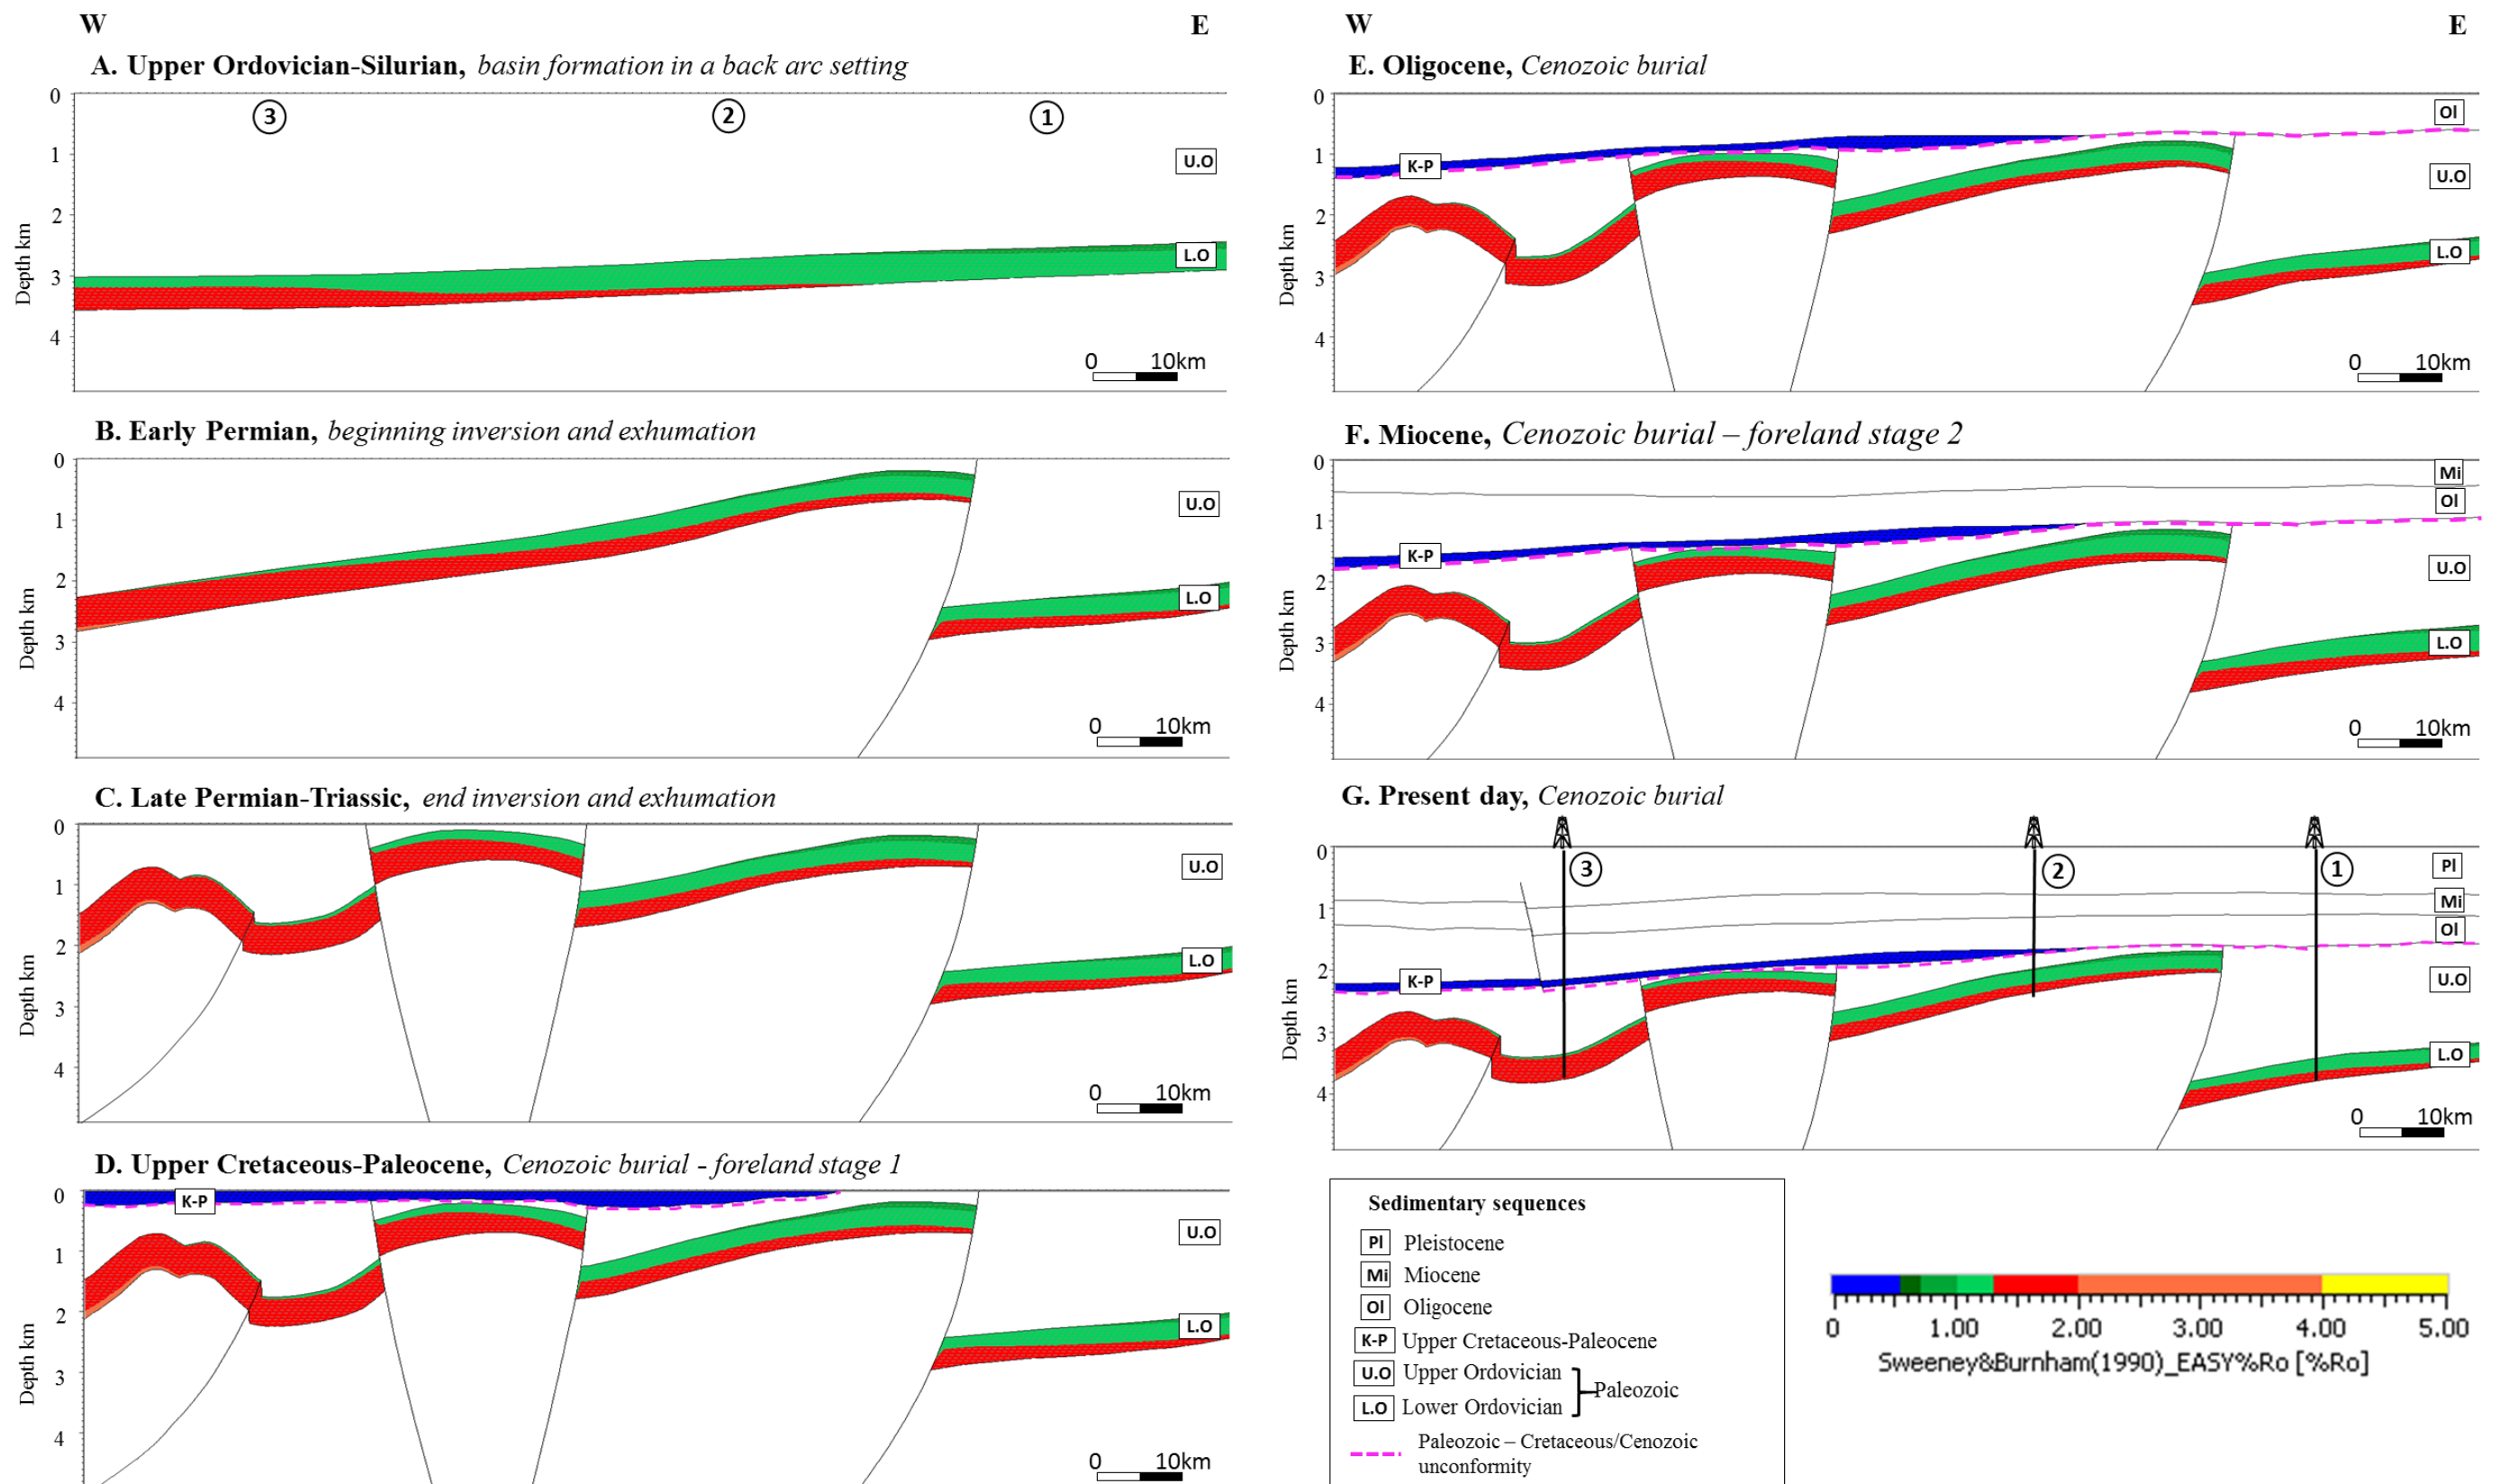 W
E
A. Upper Ordovician-Silurian, basin formation in a back arc setting
0
3
2
1
1
U.O
2
L.O
3
4
Depth km
0 10km
B. Early Permian, beginning inversion and exhumation
0
U.O
1
2
L.O
3
4
Depth km
0 10km
C. Late Permian-Triassic, end inversion and exhumation
0
U.O
1
2
L.O
3
4
Depth km
0 10km
D. Upper Cretaceous-Paleocene, Cenozoic burial - foreland stage 1
0
K-P
U.O
1
2
L.O
3
4
Depth km
0 10km
W
E
E. Oligocene, Cenozoic burial
0
Ol
1
K-P
U.O
2
L.O
3
4
Depth km
0 10km
F. Miocene, Cenozoic burial – foreland stage 2
0
Mi
Ol
1
K-P
U.O
2
3
L.O
4
Depth km
0 10km
G. Present day, Cenozoic burial
0
3
2
1
Pl
1
Mi
Ol
2
K-P
U.O
3
L.O
4
Depth km
0 10km
Sedimentary sequences
Pl Pleistocene
Mi Miocene
Ol Oligocene
K-P Upper Cretaceous-Paleocene
U.O Upper Ordovician
Paleozoic
L.O Lower Ordovician
Paleozoic – Cretaceous/Cenozoic
unconformity
0 1.00 2.00 3.00 4.00 5.00
Sweeney&Burnham(1990)_EASY%Ro [%Ro]